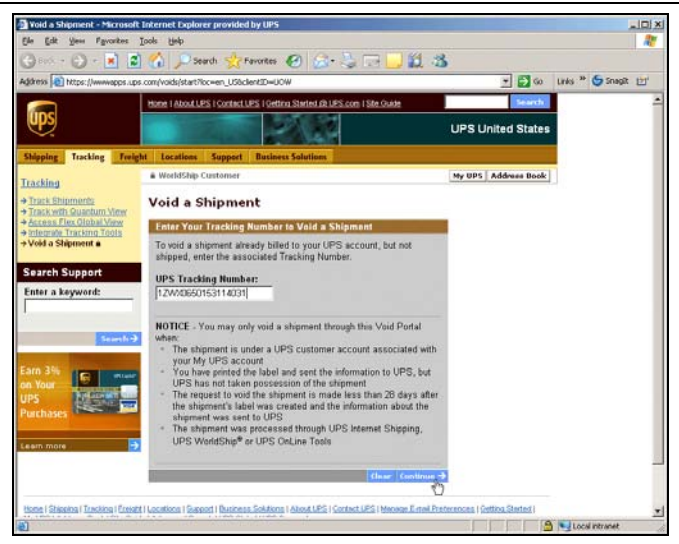 Void a Shipment - Microsoft Internet Explorer provided by UPS
File Edit View Favorites Tools Help
Back Search Favorites
Address https://wwwapps.ups.com/voids/start?loc=en_US&clientID=UOW Go Links » SnagIt
Home | About UPS | Contact UPS | Getting Started @ UPS.com | Site Guide Search
ups
UPS United States
Shipping Tracking Freight Locations Support Business Solutions
WorldShip Customer My UPS Address Book
Tracking
Track Shipments
Track with Quantum View
Access Flex Global View
Integrate Tracking Tools
Void a Shipment
Search Support
Enter a keyword:
Search
Earn 3%
on Your
UPS
Purchases
Learn more
Void a Shipment
Enter Your Tracking Number to Void a Shipment
To void a shipment already billed to your UPS account, but not
shipped, enter the associated Tracking Number.
UPS Tracking Number:
NOTICE - You may only void a shipment through this Void Portal
when:
The shipment is under a UPS customer account associated with
your My UPS account
You have printed the label and sent the information to UPS, but
UPS has not taken possession of the shipment
The request to void the shipment is made less than 28 days after
the shipment's label was created and the information about the
shipment was sent to UPS
The shipment was processed through UPS Internet Shipping,
UPS WorldShip® or UPS OnLine Tools
Clear Continue
Home | Shipping | Tracking | Freight | Locations | Support | Business Solutions | About UPS | Contact UPS | Manage E-mail Preferences | Getting Started |
Local intranet